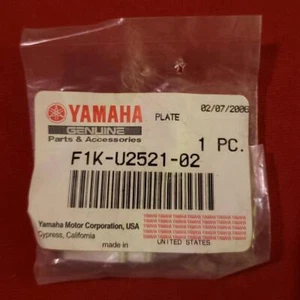 YAMAHA
GENUINE
Parts & Accessories
PLATE
02/07/2006
1 PC.
F1K-U2521-02
Yamaha Motor Corporation, USA
Cypress, California
made in
UNITED STATES